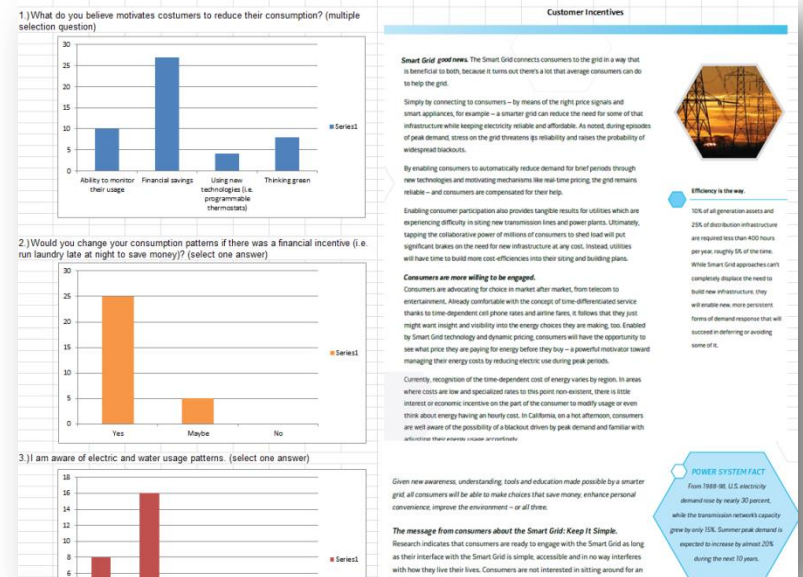 1.)What do you believe motivates costumers to reduce their consumption? (multiple
selection question)
30
25
20
15
10
5
0
Ability to monitor
their usage
Financial savings
Using new
technologies (i.e.
programmable
thermostats)
Thinking green
Series1
2.)Would you change your consumption patterns if there was a financial incentive (i.e.
run laundry late at night to save money)? (select one answer)
30
25
20
15
10
5
0
Yes
Maybe
No
Series1
3.)I am aware of electric and water usage patterns. (select one answer)
18
16
14
12
10
8
6
Series1
Customer Incentives
Smart Grid good news. The Smart Grid connects consumers to the grid in a way that
is beneficial to both, because it turns out there's a lot that average consumers can do
to help the grid.
Simply by connecting to consumers – by means of the right price signals and
smart appliances, for example – a smarter grid can reduce the need for some of that
infrastructure while keeping electricity reliable and affordable. As noted, during episodes
of peak demand, stress on the grid threatens its reliability and raises the probability of
widespread blackouts.
By enabling consumers to automatically reduce demand for brief periods through
new technologies and motivating mechanisms like real-time pricing, the grid remains
reliable – and consumers are compensated for their help.
Enabling consumer participation also provides tangible results for utilities which are
experiencing difficulty in siting new transmission lines and power plants. Ultimately,
tapping the collaborative power of millions of consumers to shed load will put
significant brakes on the need for new infrastructure at any cost. Instead, utilities
will have time to build more cost-efficiencies into their siting and building plans.
Consumers are more willing to be engaged.
Consumers are advocating for choice in market after market, from telecom to
entertainment. Already comfortable with the concept of time-differentiated service
thanks to time-dependent cell phone rates and airline fares, it follows that they just
might want insight and visibility into the energy choices they are making, too. Enabled
by Smart Grid technology and dynamic pricing, consumers will have the opportunity to
see what price they are paying for energy before they buy – a powerful motivator toward
managing their energy costs by reducing electric use during peak periods.
Currently, recognition of the time-dependent cost of energy varies by region. In areas
where costs are low and specialized rates to this point non-existent, there is little
interest or economic incentive on the part of the consumer to modify usage or even
think about energy having an hourly cost. In California, on a hot afternoon, consumers
are well aware of the possibility of a blackout driven by peak demand and familiar with
adjusting their energy usage accordingly.
Efficiency is the way.
10% of all generation assets and
25% of distribution infrastructure
are required less than 400 hours
per year, roughly 5% of the time.
While Smart Grid approaches can't
completely displace the need to
build new infrastructure, they
will enable new, more persistent
forms of demand response that will
succeed in deferring or avoiding
some of it.
Given new awareness, understanding, tools and education made possible by a smarter
grid, all consumers will be able to make choices that save money, enhance personal
convenience, improve the environment – or all three.
The message from consumers about the Smart Grid: Keep It Simple.
Research indicates that consumers are ready to engage with the Smart Grid as long
as their interface with the Smart Grid is simple, accessible and in no way interferes
with how they live their lives. Consumers are not interested in sitting around for an
POWER SYSTEM FACT
From 1988-98, U.S. electricity
demand rose by nearly 30 percent,
while the transmission network's capacity
grew by only 15%. Summer peak demand is
expected to increase by almost 20%
during the next 10 years.